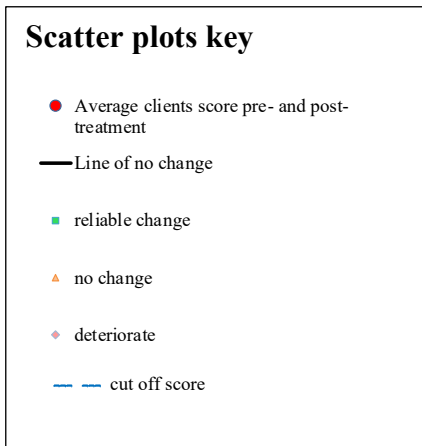 Scatter plots key
Average clients score pre- and post-
treatment
Line of no change
reliable change
no change
deteriorate
cut off score